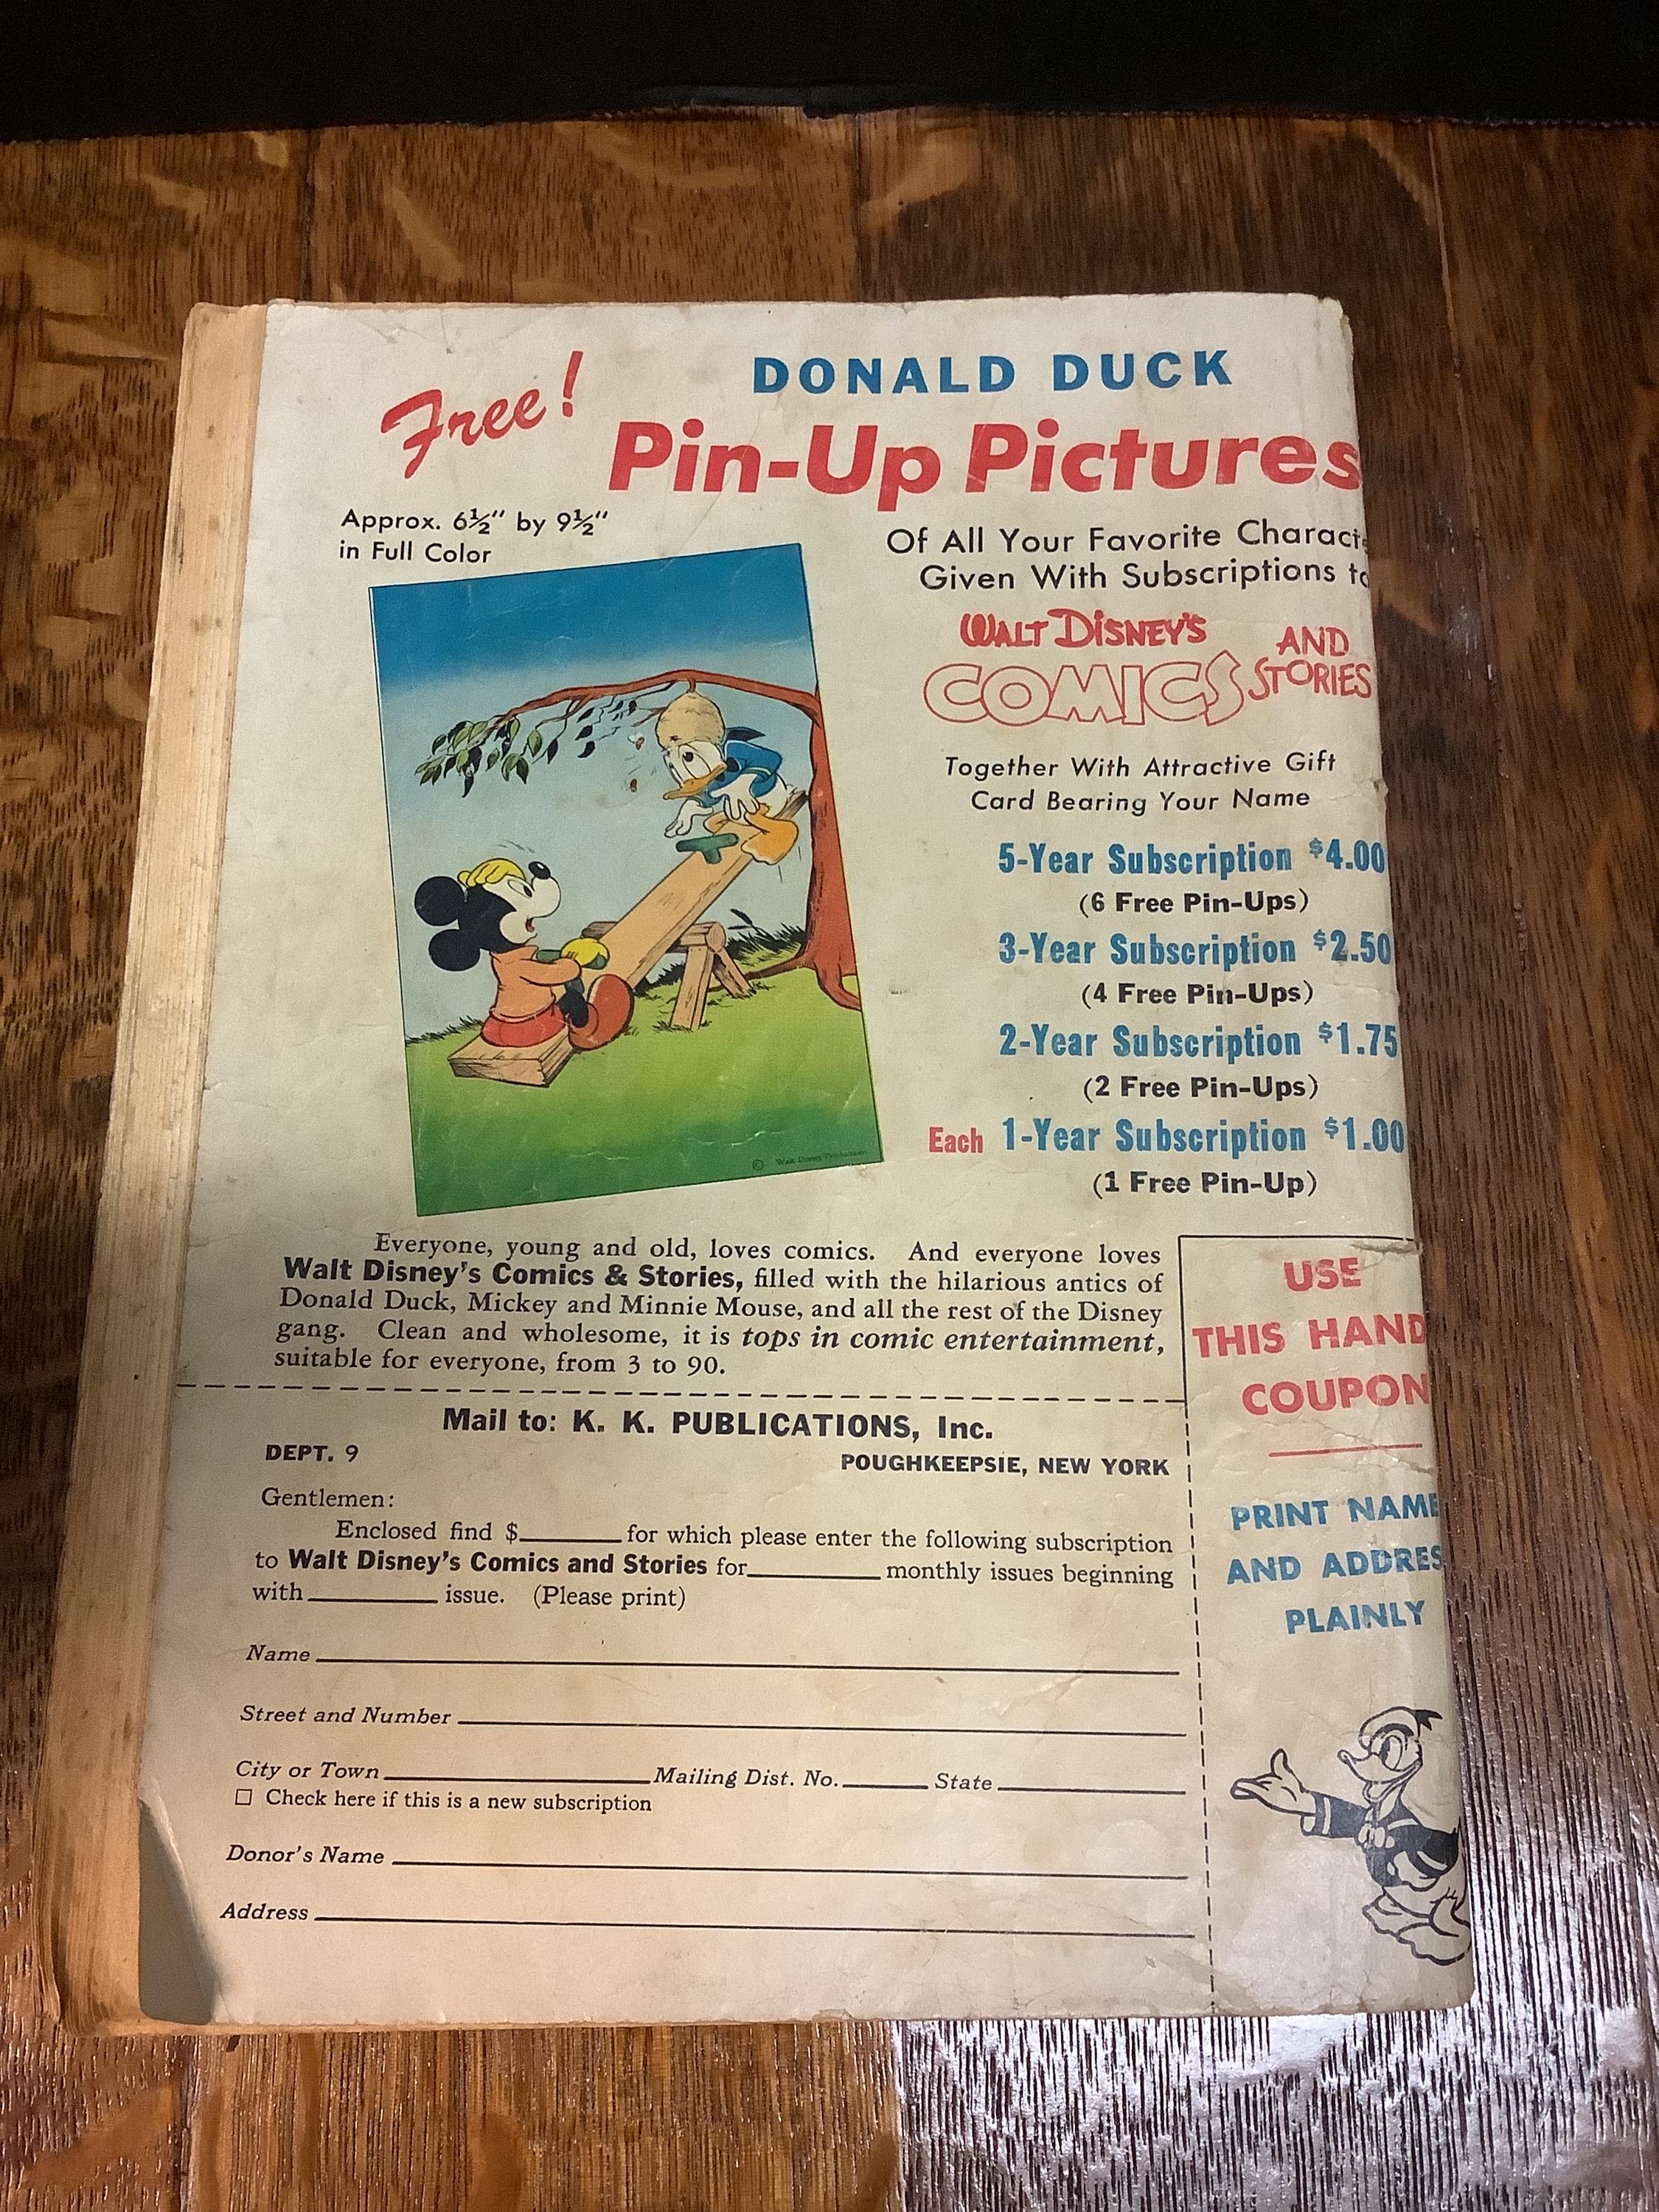 Free!
DONALD DUCK
Pin-Up Pictures
Approx. 6½" by 9½"
in Full Color
Of All Your Favorite Characte
Given With Subscriptions to
WALT DISNEY'S
COMICS AND STORIES
Together With Attractive Gift
Card Bearing Your Name
5-Year Subscription $4.00
(6 Free Pin-Ups)
3-Year Subscription $2.50
(4 Free Pin-Ups)
2-Year Subscription $1.75
(2 Free Pin-Ups)
Each 1-Year Subscription $1.00
(1 Free Pin-Up)
© Walt Disney Productions
Everyone, young and old, loves comics. And everyone loves
Walt Disney's Comics & Stories, filled with the hilarious antics of
Donald Duck, Mickey and Minnie Mouse, and all the rest of the Disney
gang. Clean and wholesome, it is tops in comic entertainment,
suitable for everyone, from 3 to 90.
USE
THIS HAND
COUPON
PRINT NAME
AND ADDRES
PLAINLY
Mail to: K. K. PUBLICATIONS, Inc.
DEPT. 9 POUGHKEEPSIE, NEW YORK
Gentlemen:
Enclosed find $ for which please enter the following subscription
to Walt Disney's Comics and Stories for monthly issues beginning
with issue. (Please print)
Name
Street and Number
City or Town Mailing Dist. No. State
☐ Check here if this is a new subscription
Donor's Name
Address